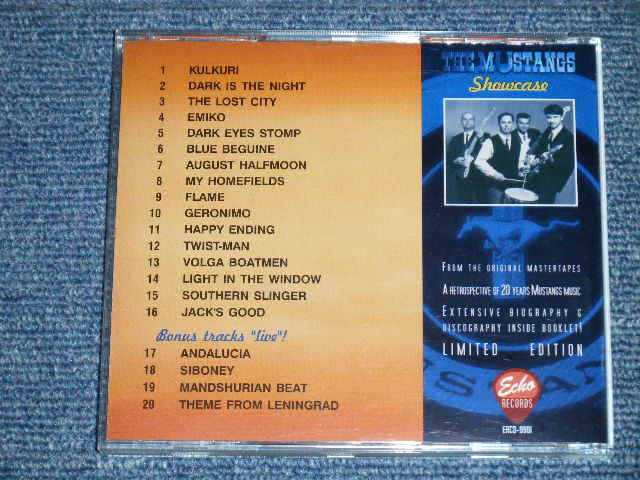 1 KULKURI
2 DARK IS THE NIGHT
3 THE LOST CITY
4 EMIKO
5 DARK EYES STOMP
6 BLUE BEGUINE
7 AUGUST HALFMOON
8 MY HOMEFIELDS
9 FLAME
10 GERONIMO
11 HAPPY ENDING
12 TWIST-MAN
13 VOLGA BOATMEN
14 LIGHT IN THE WINDOW
15 SOUTHERN SLINGER
16 JACK'S GOOD
Bonus tracks "live"!
17 ANDALUCIA
18 SIBONEY
19 MANDSHURIAN BEAT
20 THEME FROM LENINGRAD
THE MUSTANGS
Showcase
FROM THE ORIGINAL MASTERTAPES
A RETROSPECTIVE OF 20 YEARS MUSTANGS MUSIC
EXTENSIVE BIOGRAPHY &
DISCOGRAPHY INSIDE BOOKLET!
LIMITED EDITION
Echo
RECORDS
ERCD-9901